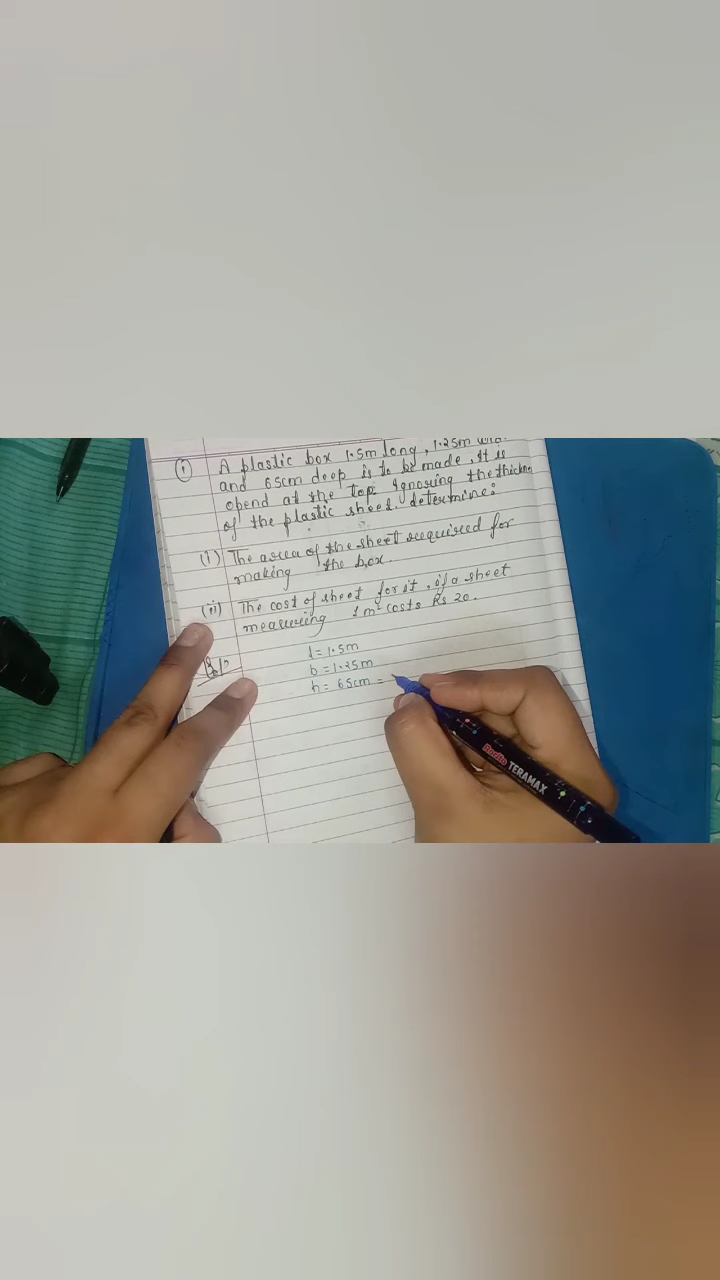 (i) A plastic box 1.5m long, 1.25m wide
and 65cm deep is to be made. It is
opend at the top. Ignosing the thickne
of the plastic sheet. determine:
(i) The area of the sheet required for
making the box.
(ii) The cost of sheet for it, if a sheet
measuring 1m² costs Rs 20.
Sol?
l = 1.5m
b = 1.25m
h = 65cm =
Rorito TERAMAX